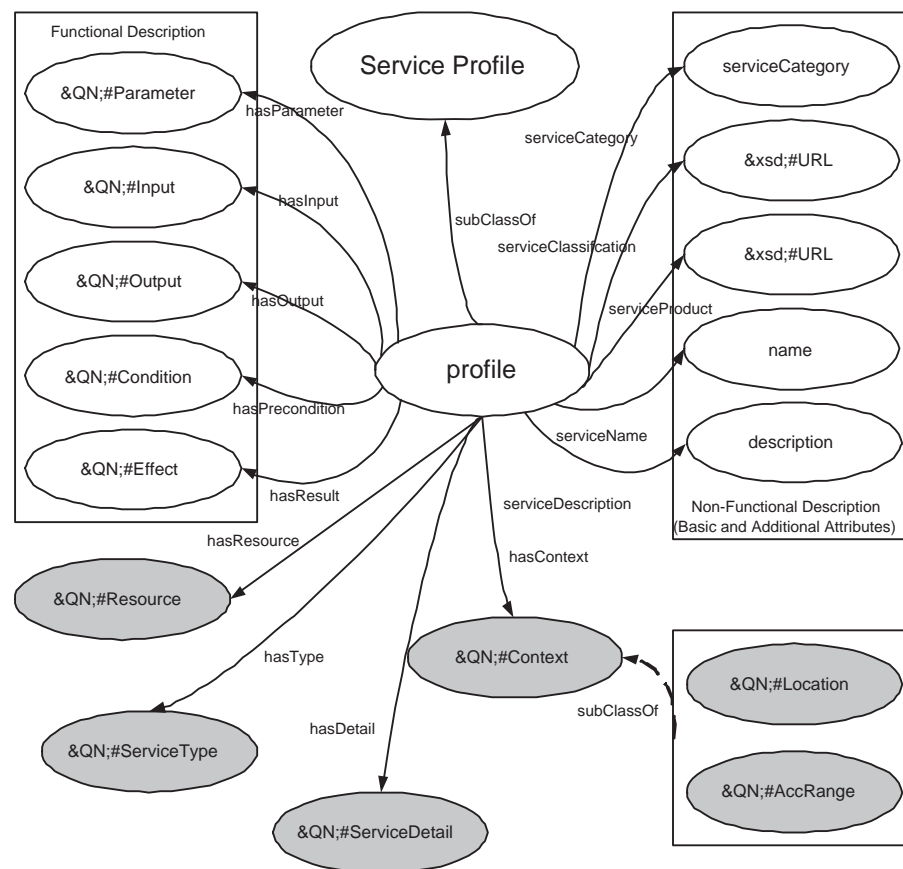 Functional Description
&QN;#Parameter
&QN;#Input
&QN;#Output
&QN;#Condition
&QN;#Effect
hasParameter
hasInput
hasOutput
hasPrecondition
hasResult
Service Profile
subClassOf
profile
serviceCategory
serviceClassifcation
serviceProduct
serviceName
serviceDescription
serviceCategory
&xsd;#URL
&xsd;#URL
name
description
Non-Functional Description
(Basic and Additional Attributes)
hasResource
hasContext
hasType
hasDetail
&QN;#Resource
&QN;#ServiceType
&QN;#ServiceDetail
&QN;#Context
subClassOf
&QN;#Location
&QN;#AccRange